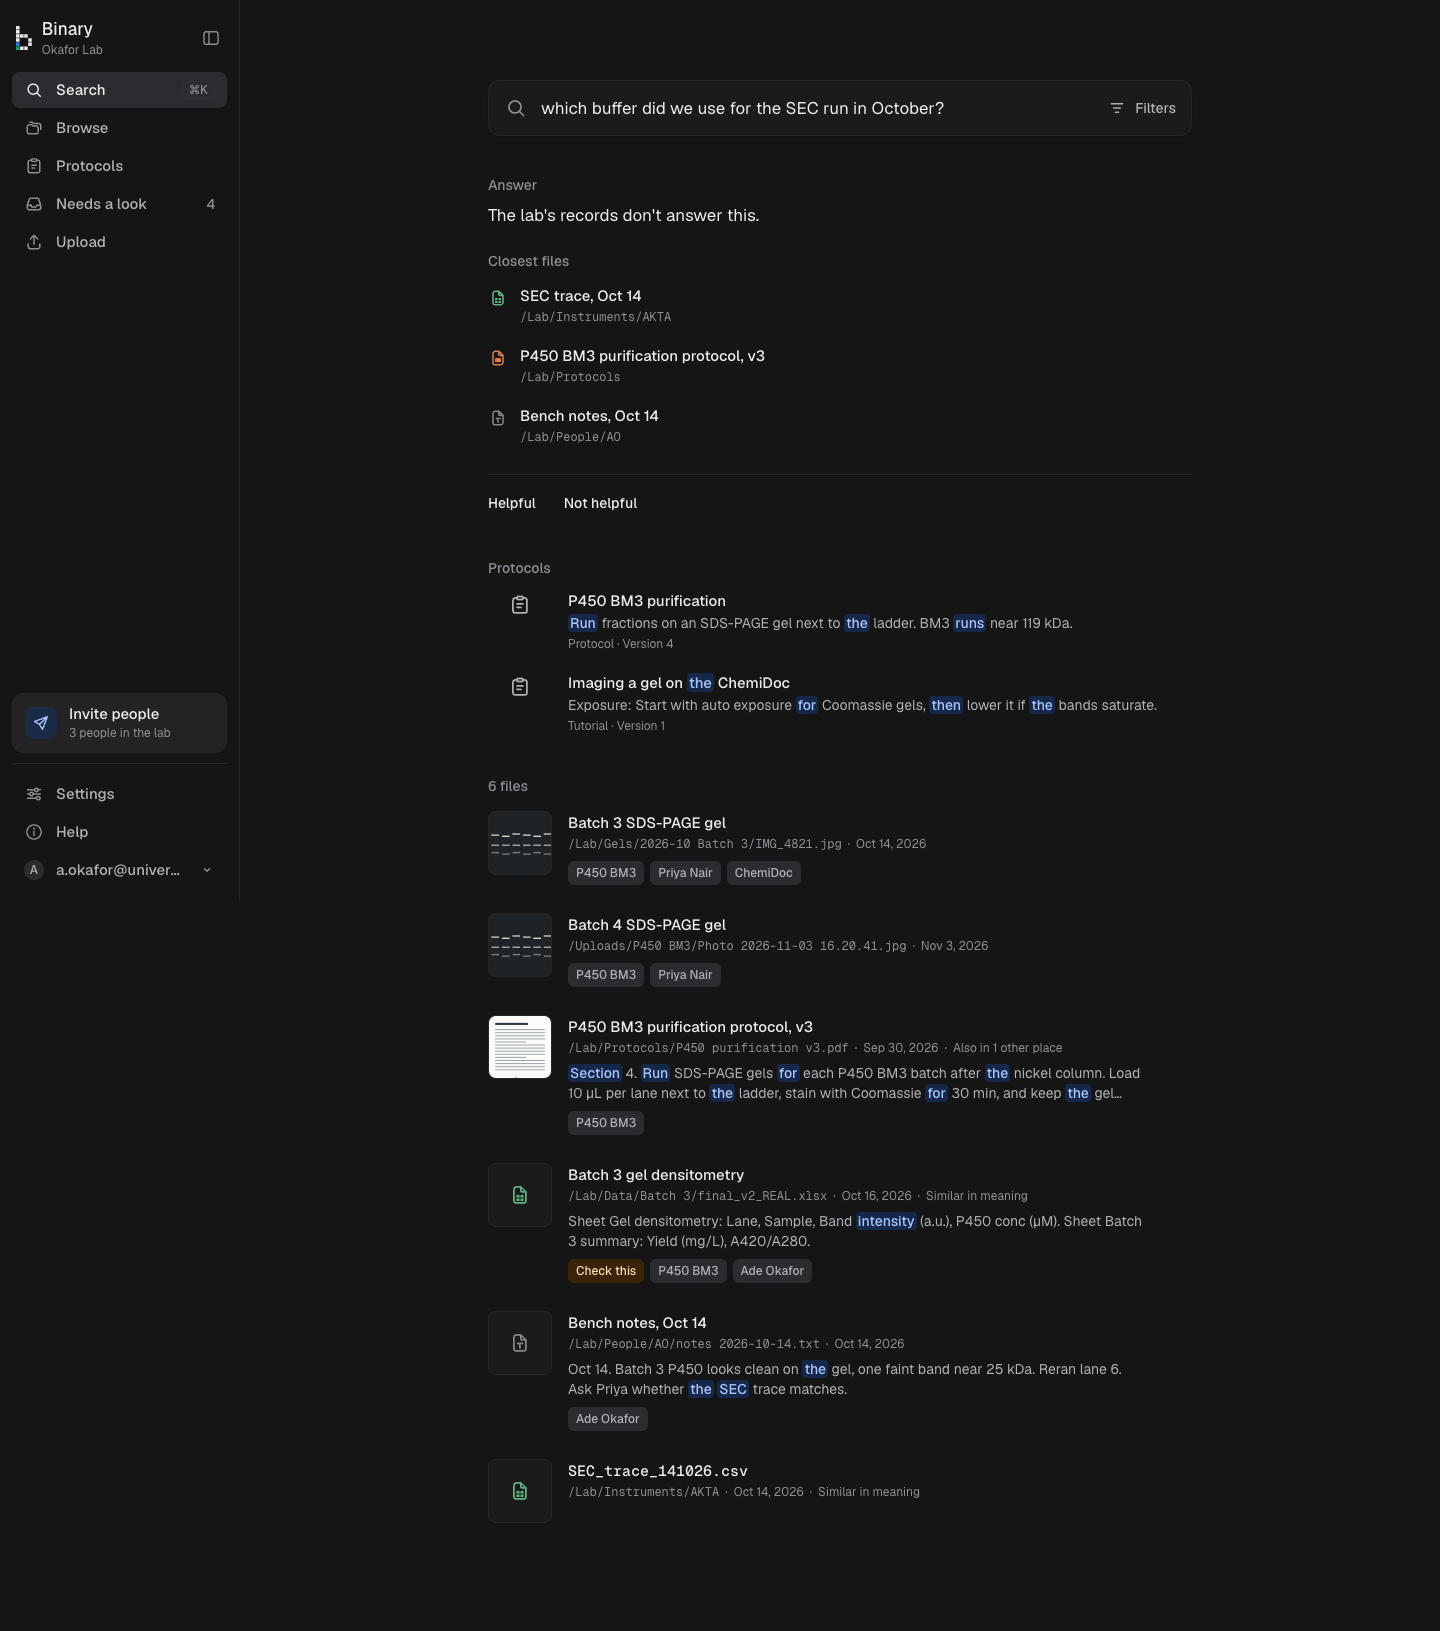 Binary
Okafor Lab
Search ⌘K
Browse
Protocols
Needs a look 4
Upload
Invite people
3 people in the lab
Settings
Help
A a.okafor@univer...
which buffer did we use for the SEC run in October?
Filters
Answer
The lab's records don't answer this.
Closest files
SEC trace, Oct 14
/Lab/Instruments/AKTA
P450 BM3 purification protocol, v3
/Lab/Protocols
Bench notes, Oct 14
/Lab/People/AO
Helpful Not helpful
Protocols
P450 BM3 purification
Run fractions on an SDS-PAGE gel next to the ladder. BM3 runs near 119 kDa.
Protocol · Version 4
Imaging a gel on the ChemiDoc
Exposure: Start with auto exposure for Coomassie gels, then lower it if the bands saturate.
Tutorial · Version 1
6 files
Batch 3 SDS-PAGE gel
/Lab/Gels/2026-10 Batch 3/IMG_4821.jpg · Oct 14, 2026
P450 BM3 Priya Nair ChemiDoc
Batch 4 SDS-PAGE gel
/Uploads/P450 BM3/Photo 2026-11-03 16.20.41.jpg · Nov 3, 2026
P450 BM3 Priya Nair
P450 BM3 purification protocol, v3
/Lab/Protocols/P450 purification v3.pdf · Sep 30, 2026 · Also in 1 other place
Section 4. Run SDS-PAGE gels for each P450 BM3 batch after the nickel column. Load
10 µL per lane next to the ladder, stain with Coomassie for 30 min, and keep the gel...
P450 BM3
Batch 3 gel densitometry
/Lab/Data/Batch 3/final_v2_REAL.xlsx · Oct 16, 2026 · Similar in meaning
Sheet Gel densitometry: Lane, Sample, Band intensity (a.u.), P450 conc (µM). Sheet Batch
3 summary: Yield (mg/L), A420/A280.
Check this P450 BM3 Ade Okafor
Bench notes, Oct 14
/Lab/People/AO/notes 2026-10-14.txt · Oct 14, 2026
Oct 14. Batch 3 P450 looks clean on the gel, one faint band near 25 kDa. Reran lane 6.
Ask Priya whether the SEC trace matches.
Ade Okafor
SEC_trace_141026.csv
/Lab/Instruments/AKTA · Oct 14, 2026 · Similar in meaning